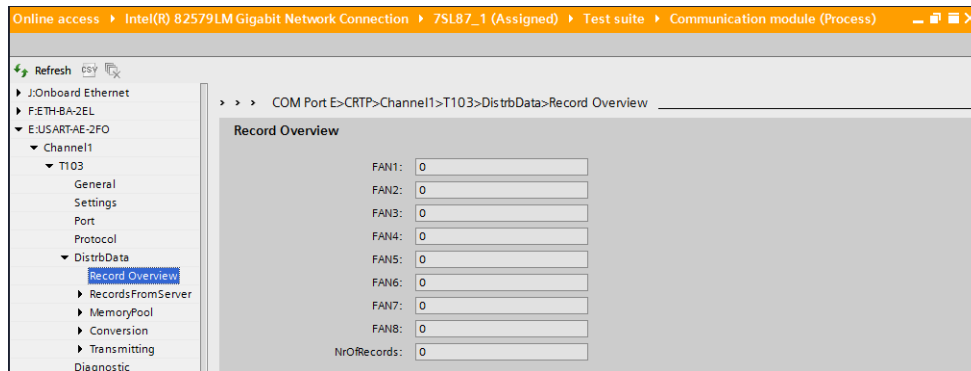 Online access ▸ Intel(R) 82579LM Gigabit Network Connection ▸ 7SL87_1 (Assigned) ▸ Test suite ▸ Communication module (Process)
Refresh CSV
J:Onboard Ethernet
F:ETH-BA-2EL
E:USART-AE-2FO
Channel1
T103
General
Settings
Port
Protocol
DistrbData
Record Overview
RecordsFromServer
MemoryPool
Conversion
Transmitting
Diagnostic
> > > COM Port E>CRTP>Channel1>T103>DistrbData>Record Overview
Record Overview
FAN1: 0
FAN2: 0
FAN3: 0
FAN4: 0
FAN5: 0
FAN6: 0
FAN7: 0
FAN8: 0
NrOfRecords: 0